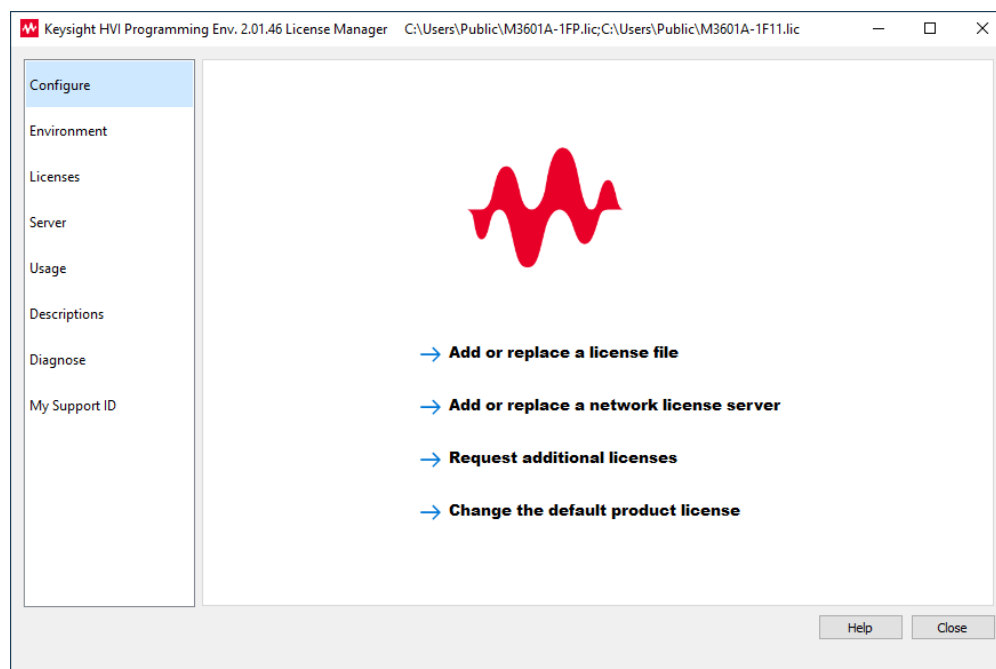 Keysight HVI Programming Env. 2.01.46 License Manager C:\Users\Public\M3601A-1FP.lic;C:\Users\Public\M3601A-1F11.lic
Configure
Environment
Licenses
Server
Usage
Descriptions
Diagnose
My Support ID
Add or replace a license file
Add or replace a network license server
Request additional licenses
Change the default product license
Help Close